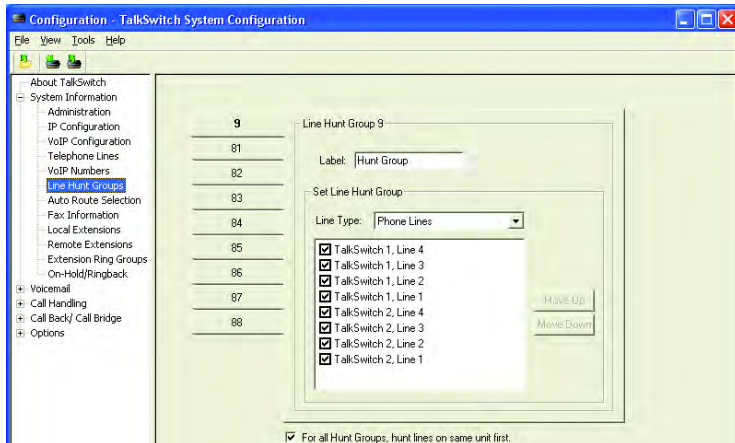 Configuration - TalkSwitch System Configuration
File View Tools Help
About TalkSwitch
System Information
Administration
IP Configuration
VoIP Configuration
Telephone Lines
VoIP Numbers
Line Hunt Groups
Auto Route Selection
Fax Information
Local Extensions
Remote Extensions
Extension Ring Groups
On-Hold/Ringback
Voicemail
Call Handling
Call Back/ Call Bridge
Options
9
81
82
83
84
85
86
87
88
Line Hunt Group 9
Label: Hunt Group
Set Line Hunt Group
Line Type: Phone Lines
TalkSwitch 1, Line 4
TalkSwitch 1, Line 3
TalkSwitch 1, Line 2
TalkSwitch 1, Line 1
TalkSwitch 2, Line 4
TalkSwitch 2, Line 3
TalkSwitch 2, Line 2
TalkSwitch 2, Line 1
Move Up
Move Down
For all Hunt Groups, hunt lines on same unit first.